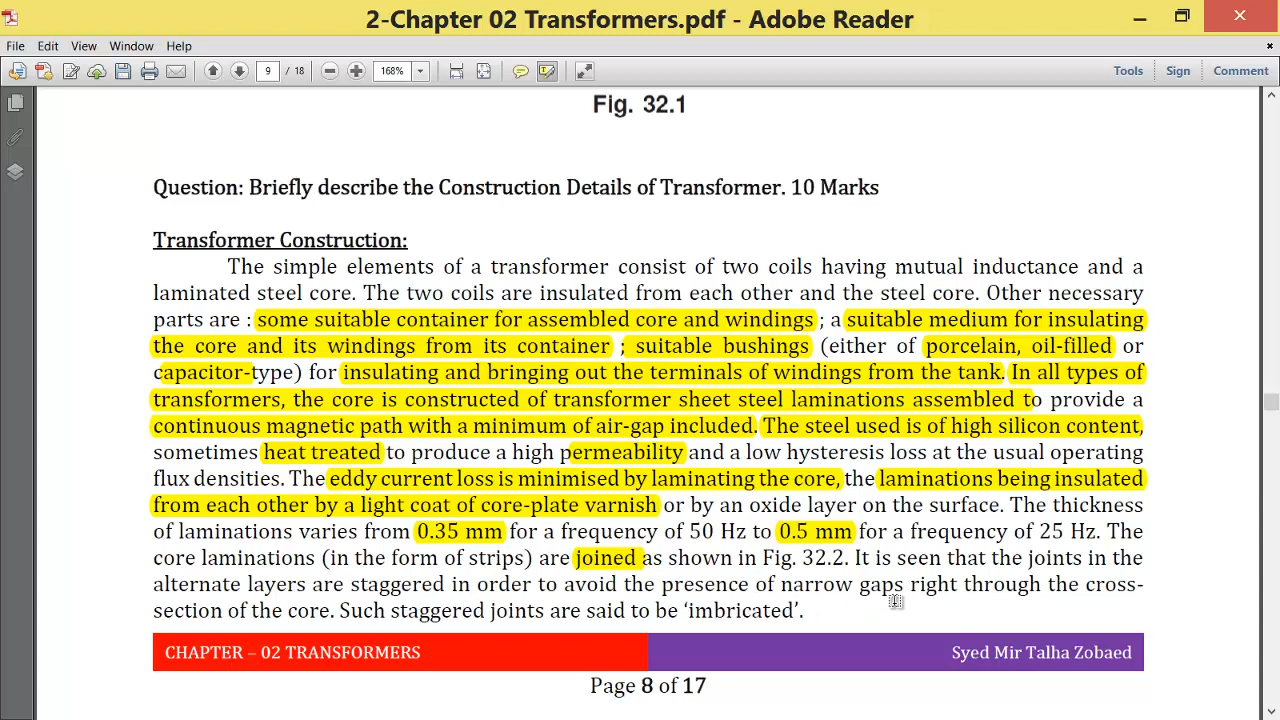 2-Chapter 02 Transformers.pdf - Adobe Reader
File Edit View Window Help
9 / 18 168% Tools Sign Comment
Fig. 32.1
Question: Briefly describe the Construction Details of Transformer. 10 Marks
Transformer Construction:
The simple elements of a transformer consist of two coils having mutual inductance and a
laminated steel core. The two coils are insulated from each other and the steel core. Other necessary
parts are : some suitable container for assembled core and windings ; a suitable medium for insulating
the core and its windings from its container ; suitable bushings (either of porcelain, oil-filled or
capacitor-type) for insulating and bringing out the terminals of windings from the tank. In all types of
transformers, the core is constructed of transformer sheet steel laminations assembled to provide a
continuous magnetic path with a minimum of air-gap included. The steel used is of high silicon content,
sometimes heat treated to produce a high permeability and a low hysteresis loss at the usual operating
flux densities. The eddy current loss is minimised by laminating the core, the laminations being insulated
from each other by a light coat of core-plate varnish or by an oxide layer on the surface. The thickness
of laminations varies from 0.35 mm for a frequency of 50 Hz to 0.5 mm for a frequency of 25 Hz. The
core laminations (in the form of strips) are joined as shown in Fig. 32.2. It is seen that the joints in the
alternate layers are staggered in order to avoid the presence of narrow gaps right through the cross-
section of the core. Such staggered joints are said to be ‘imbricated’.
CHAPTER – 02 TRANSFORMERS Syed Mir Talha Zobaed
Page 8 of 17